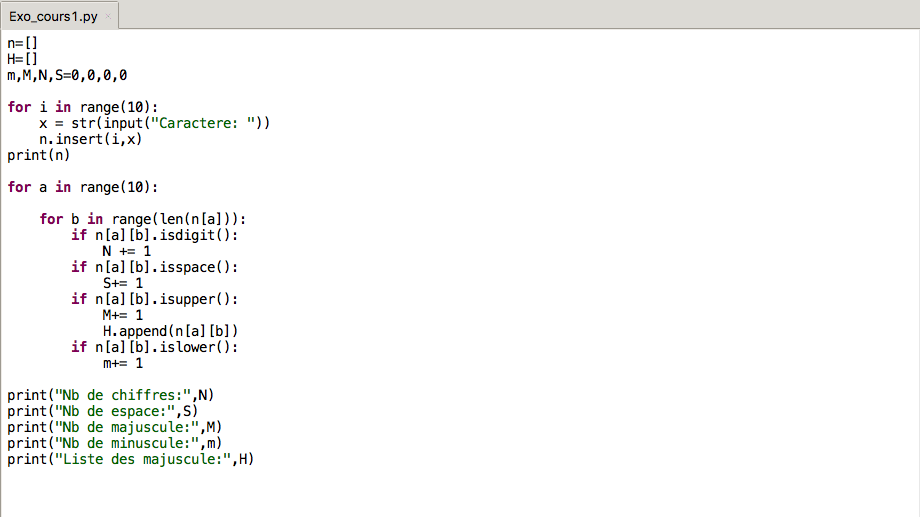 Exo_cours1.py
n=[]
H=[]
m,M,N,S=0,0,0,0
for i in range(10):
    x = str(input("Caractere: "))
    n.insert(i,x)
print(n)
for a in range(10):
    for b in range(len(n[a])):
        if n[a][b].isdigit():
            N += 1
        if n[a][b].isspace():
            S+= 1
        if n[a][b].isupper():
            M+= 1
            H.append(n[a][b])
        if n[a][b].islower():
            m+= 1
print("Nb de chiffres:",N)
print("Nb de espace:",S)
print("Nb de majuscule:",M)
print("Nb de minuscule:",m)
print("Liste des majuscule:",H)